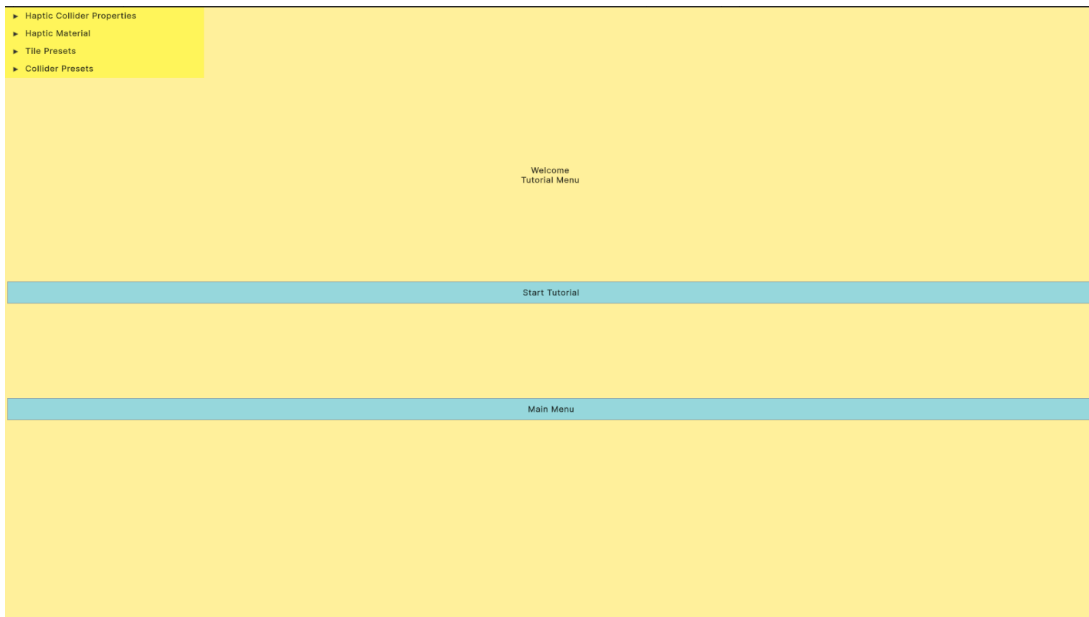 ► Haptic Collider Properties
► Haptic Material
► Tile Presets
► Collider Presets
Welcome
Tutorial Menu
Start Tutorial
Main Menu